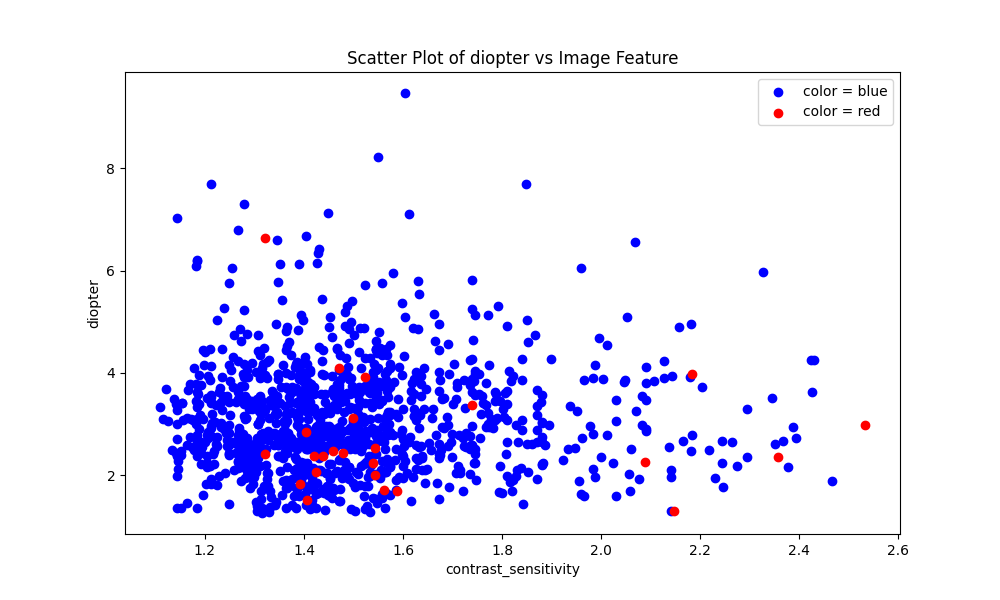 Scatter Plot of diopter vs Image Feature
color = blue
color = red
diopter
8
6
4
2
1.2 1.4 1.6 1.8 2.0 2.2 2.4 2.6
contrast_sensitivity